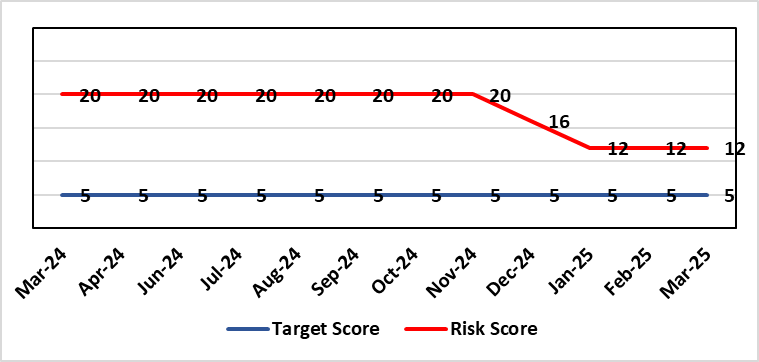 20 20 20 20 20 20 20 20 16 12 12 12
5 5 5 5 5 5 5 5 5 5 5 5
Mar-24 Apr-24 Jun-24 Jul-24 Aug-24 Sep-24 Oct-24 Nov-24 Dec-24 Jan-25 Feb-25 Mar-25
Target Score Risk Score